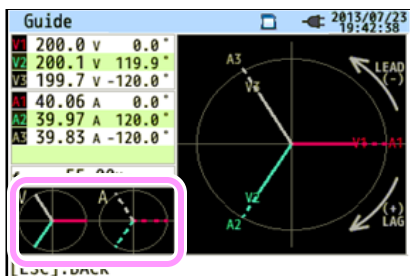 Guide 2013/07/23
19:42:38
V1 200.0 V 0.0°
V2 200.1 V 119.9°
V3 199.7 V -120.0°
A1 40.06 A 0.0°
A2 39.97 A 120.0°
A3 39.83 A -120.0°
V A
A3
V3
LEAD
(-)
V1 A1
V2
A2
(+)
LAG
[ESC]:BACK